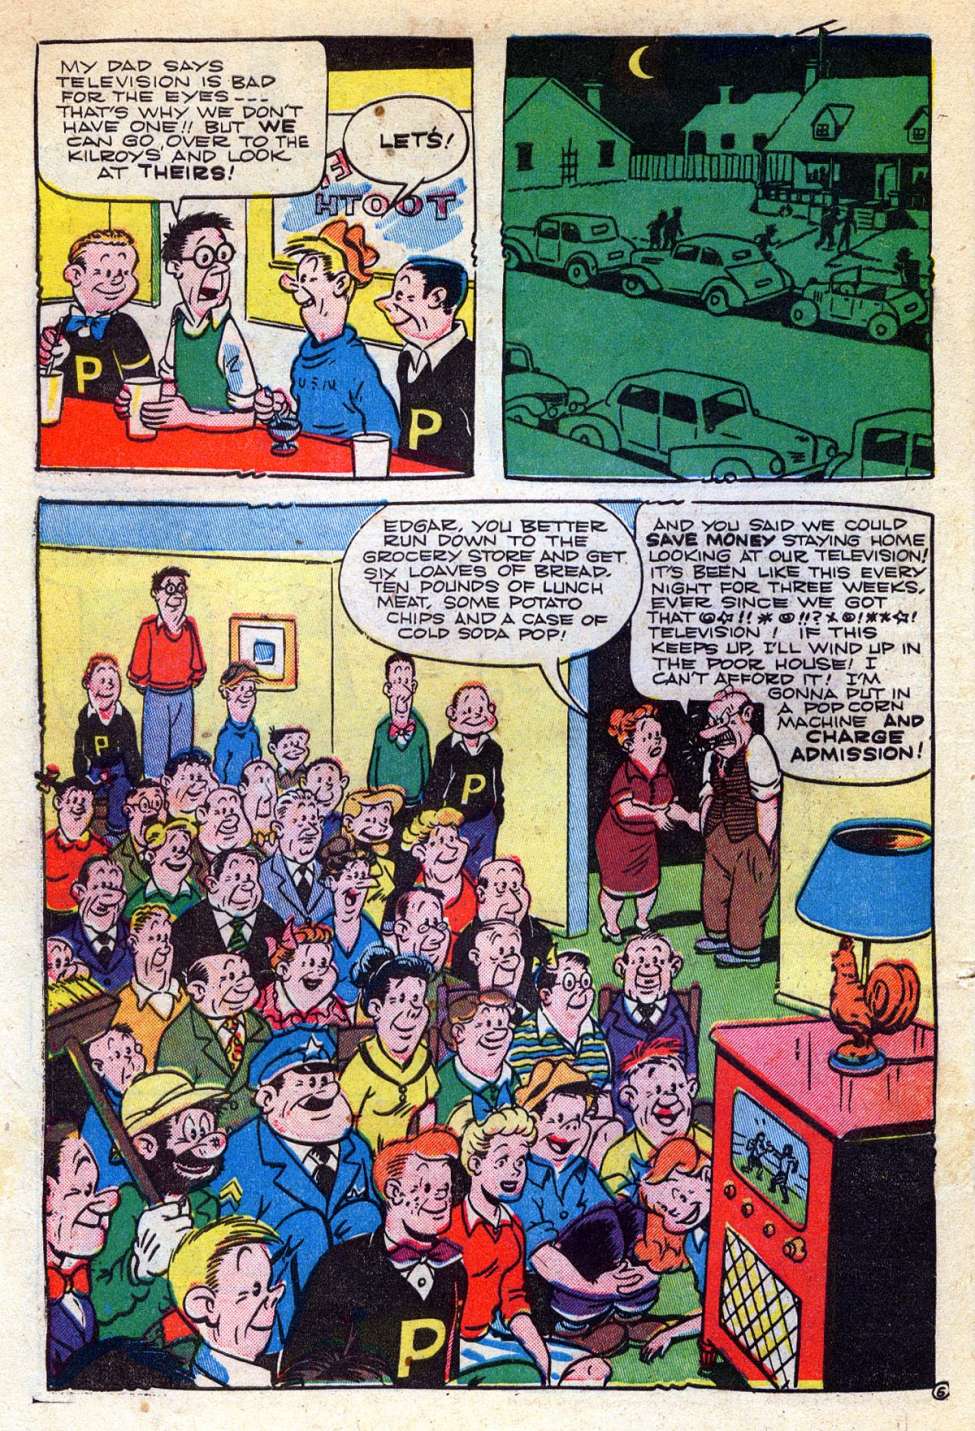 MY DAD SAYS
TELEVISION IS BAD
FOR THE EYES---
THAT'S WHY WE DON'T
HAVE ONE!! BUT WE
CAN GO OVER TO THE
KILROYS AND LOOK
AT THEIRS!
LET'S!
TOOTH
P
U.S.N.
P
EDGAR, YOU BETTER
RUN DOWN TO THE
GROCERY STORE AND GET
SIX LOAVES OF BREAD,
TEN POUNDS OF LUNCH
MEAT, SOME POTATO
CHIPS AND A CASE OF
COLD SODA POP!
AND YOU SAID WE COULD
SAVE MONEY STAYING HOME
LOOKING AT OUR TELEVISION!
IT'S BEEN LIKE THIS EVERY
NIGHT FOR THREE WEEKS,
EVER SINCE WE GOT
THAT @☆!!*@!!?*@!**☆!
TELEVISION! IF THIS
KEEPS UP, I'LL WIND UP IN
THE POOR HOUSE! I
CAN'T AFFORD IT! I'M
GONNA PUT IN
A POPCORN
MACHINE AND
CHARGE
ADMISSION!
P
P
P
6